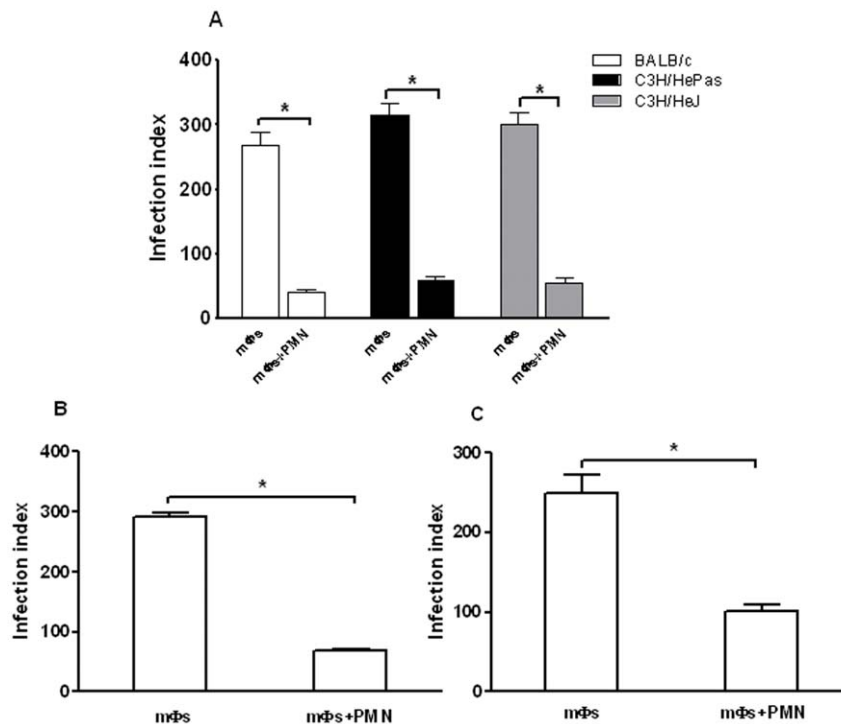 A
Infection index
400
300
200
100
0
*
*
*
BALB/c
C3H/HePas
C3H/HeJ
mΦs
mΦs+PMN
mΦs
mΦs+PMN
mΦs
mΦs+PMN
B
Infection index
400
300
200
100
0
*
mΦs
mΦs+PMN
C
Infection index
300
200
100
0
*
mΦs
mΦs+PMN